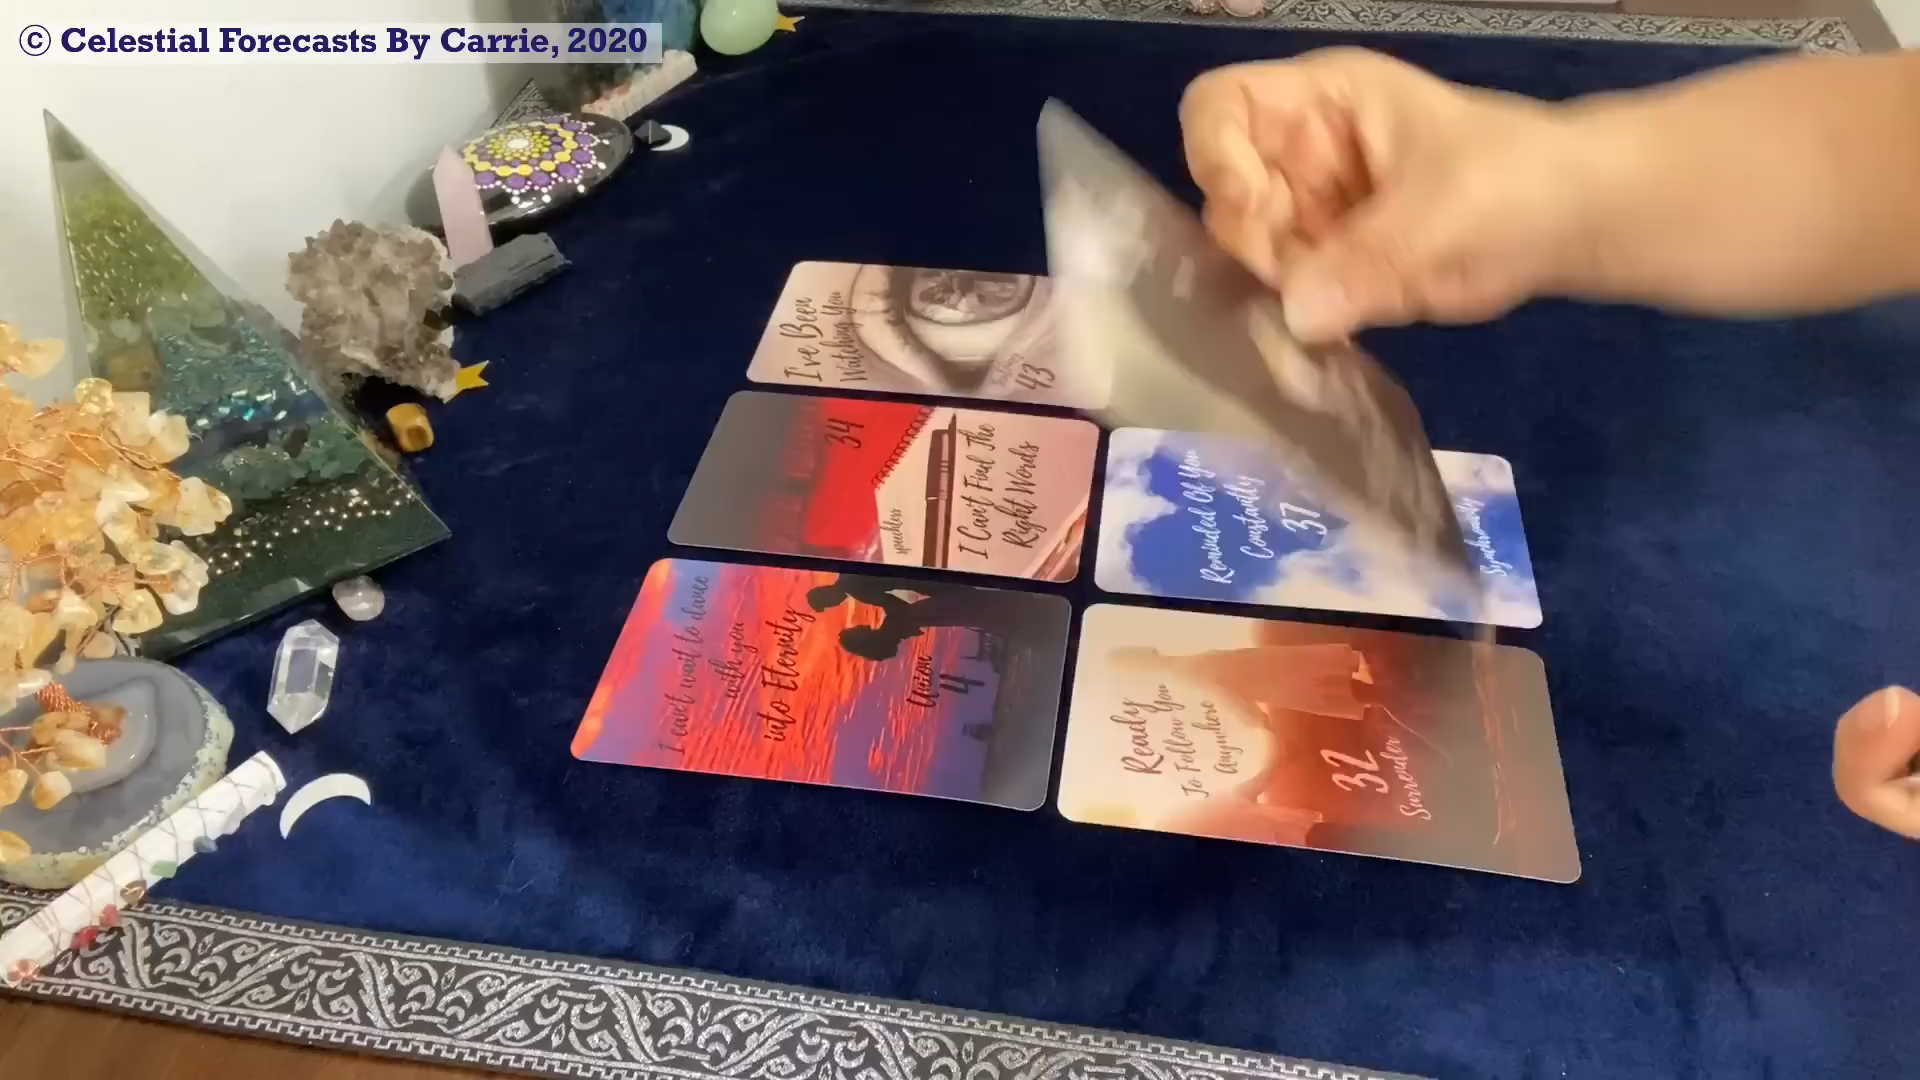 © Celestial Forecasts By Carrie, 2020
I've Been
Watching You
43
34
speechless
I Can't Find The
Right Words
Reminded Of You
Constantly
37
Synchronicity
I can't wait to dance
with you
into Eternity
Union
4
Ready
To Follow You
Anywhere
32
Surrender